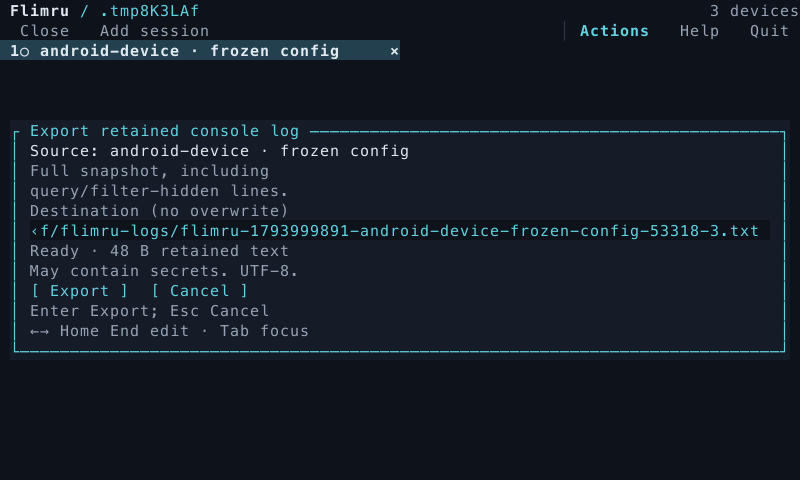 Flimru / .tmp8K3LAf 3 devices
Close Add session │ Actions Help Quit
1○ android-device · frozen config ×
Export retained console log
Source: android-device · frozen config
Full snapshot, including
query/filter-hidden lines.
Destination (no overwrite)
‹f/flimru-logs/flimru-1793999891-android-device-frozen-config-53318-3.txt
Ready · 48 B retained text
May contain secrets. UTF-8.
[ Export ] [ Cancel ]
Enter Export; Esc Cancel
←→ Home End edit · Tab focus